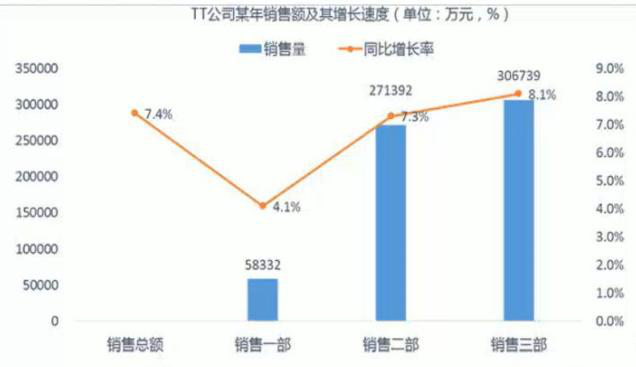 TT公司某年销售额及其增长速度（单位：万元，%）
销售量 同比增长率
350000 306739 9.0%
300000 271392 8.1% 8.0%
250000 7.4% 7.3% 7.0%
200000 6.0%
5.0%
150000 4.1% 4.0%
100000 3.0%
50000 58332 2.0%
1.0%
0 0.0%
销售总额 销售一部 销售二部 销售三部